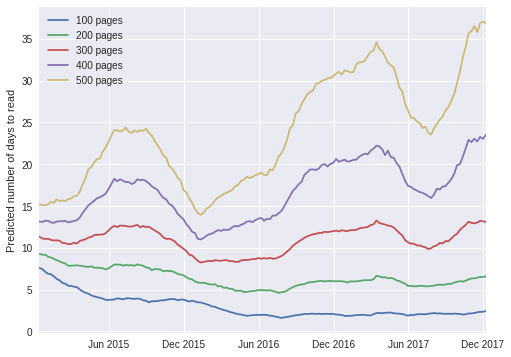 100 pages
200 pages
300 pages
400 pages
500 pages
Predicted number of days to read
35
30
25
20
15
10
5
0
Jun 2015
Dec 2015
Jun 2016
Dec 2016
Jun 2017
Dec 2017